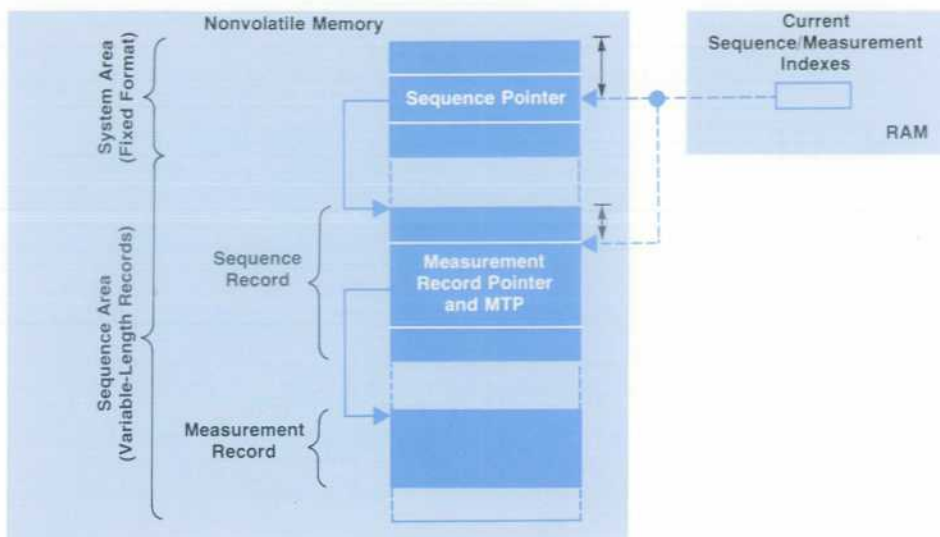 Nonvolatile Memory
System Area
(Fixed Format)
Sequence Pointer
Current
Sequence/Measurement
Indexes
RAM
Sequence Area
(Variable-Length Records)
Sequence
Record
Measurement
Record Pointer
and MTP
Measurement
Record